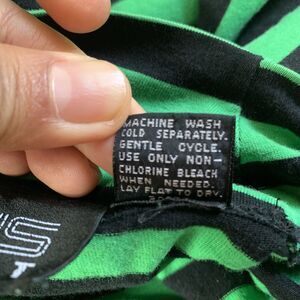 MACHINE WASH
COLD SEPARATELY.
GENTLE CYCLE.
USE ONLY NON-
CHLORINE BLEACH
WHEN NEEDED.
LAY FLAT TO DRY.